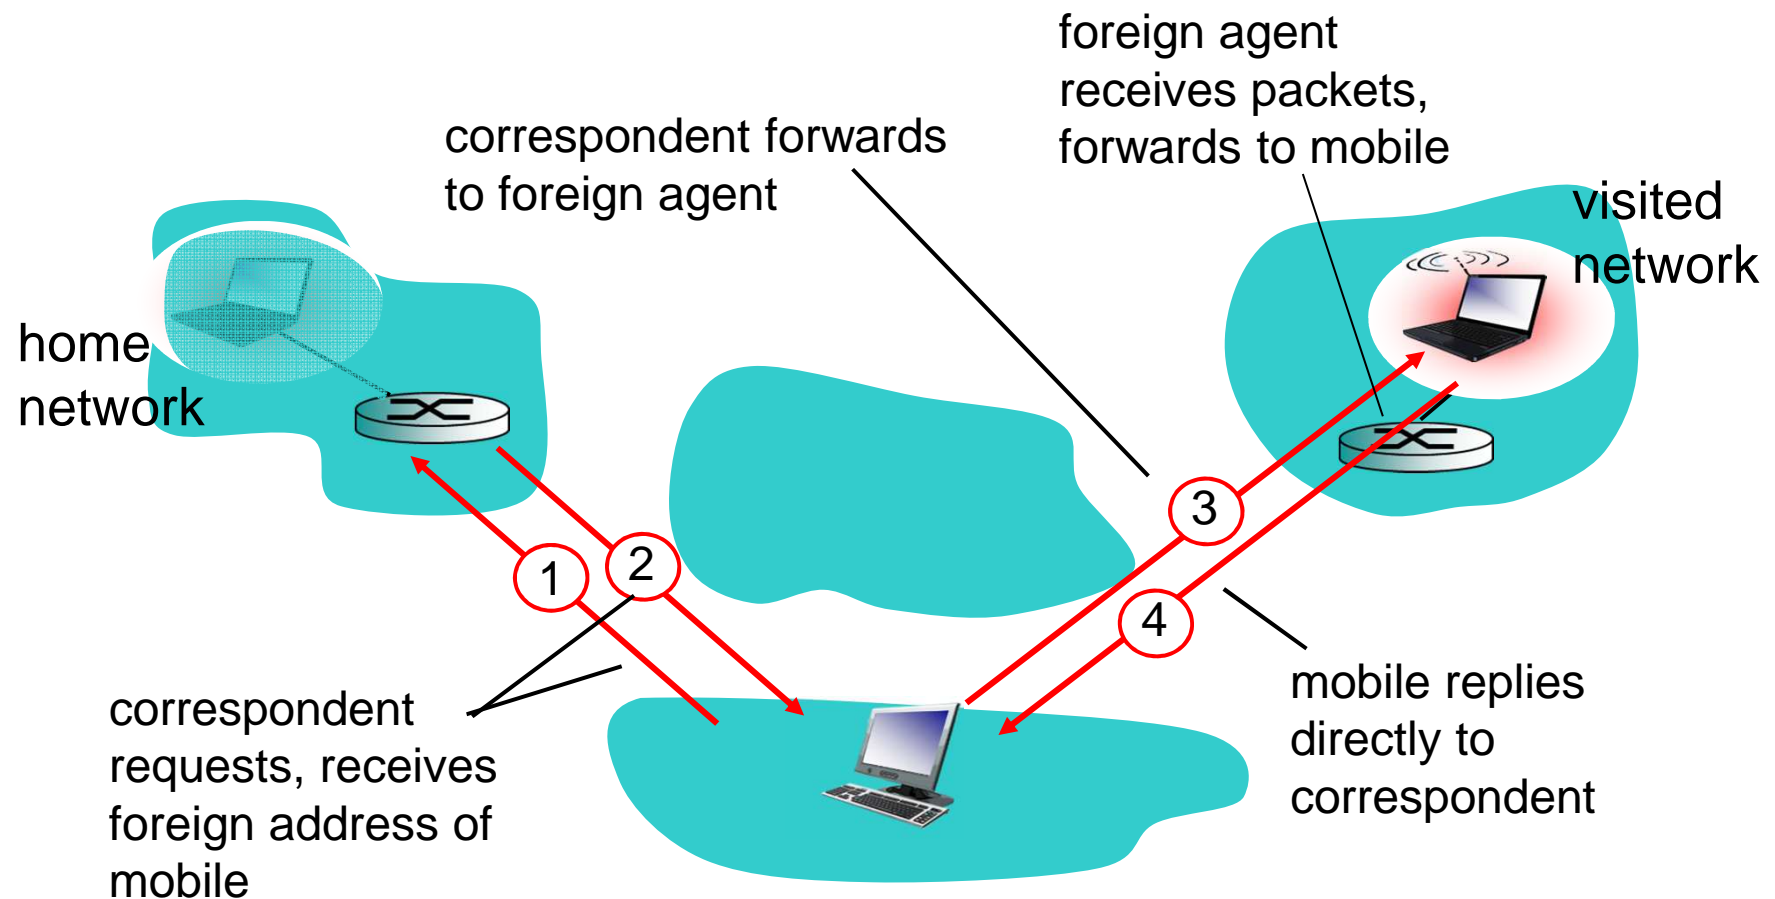 foreign agent
receives packets,
forwards to mobile
correspondent forwards
to foreign agent
visited
network
home
network
3
2
1
4
correspondent
requests, receives
foreign address of
mobile
mobile replies
directly to
correspondent